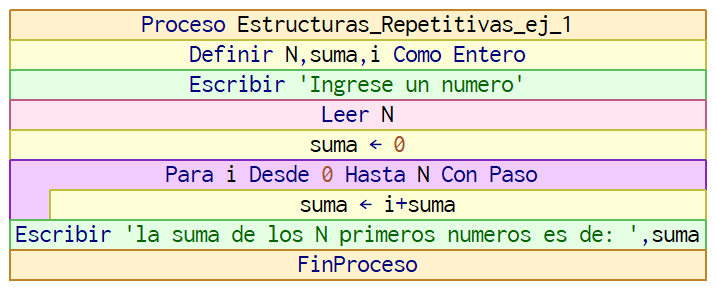 Proceso Estructuras_Repetitivas_ej_1
Definir N,suma,i Como Entero
Escribir 'Ingrese un numero'
Leer N
suma ← 0
Para i Desde 0 Hasta N Con Paso
suma ← i+suma
Escribir 'la suma de los N primeros numeros es de: ',suma
FinProceso